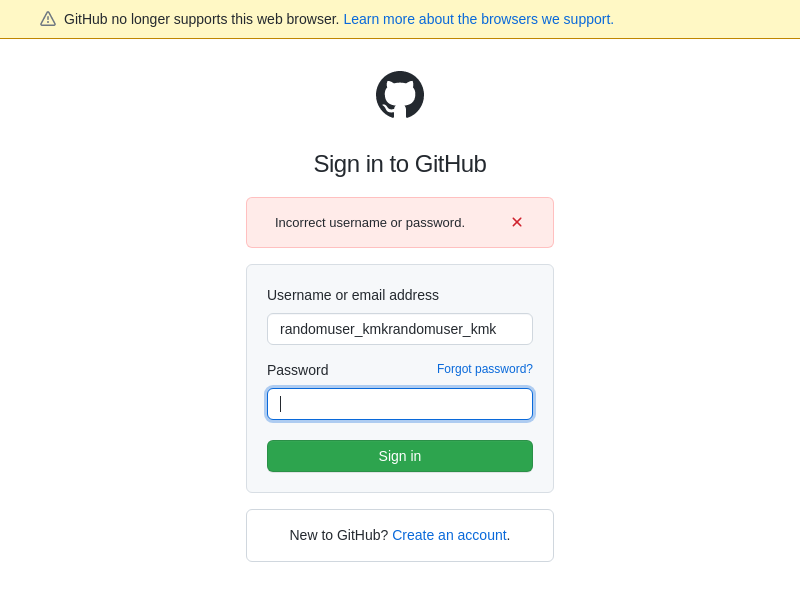 GitHub no longer supports this web browser. Learn more about the browsers we support.
Sign in to GitHub
Incorrect username or password.
Username or email address
randomuser_kmkrandomuser_kmk
Password Forgot password?
Sign in
New to GitHub? Create an account.